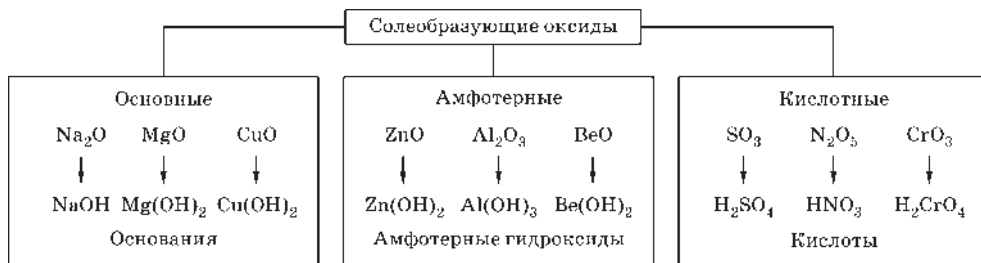 Солеобразующие оксиды
Основные
Na₂O MgO CuO
NaOH Mg(OH)₂ Cu(OH)₂
Основания
Амфотерные
ZnO Al₂O₃ BeO
Zn(OH)₂ Al(OH)₃ Be(OH)₂
Амфотерные гидроксиды
Кислотные
SO₃ N₂O₅ CrO₃
H₂SO₄ HNO₃ H₂CrO₄
Кислоты